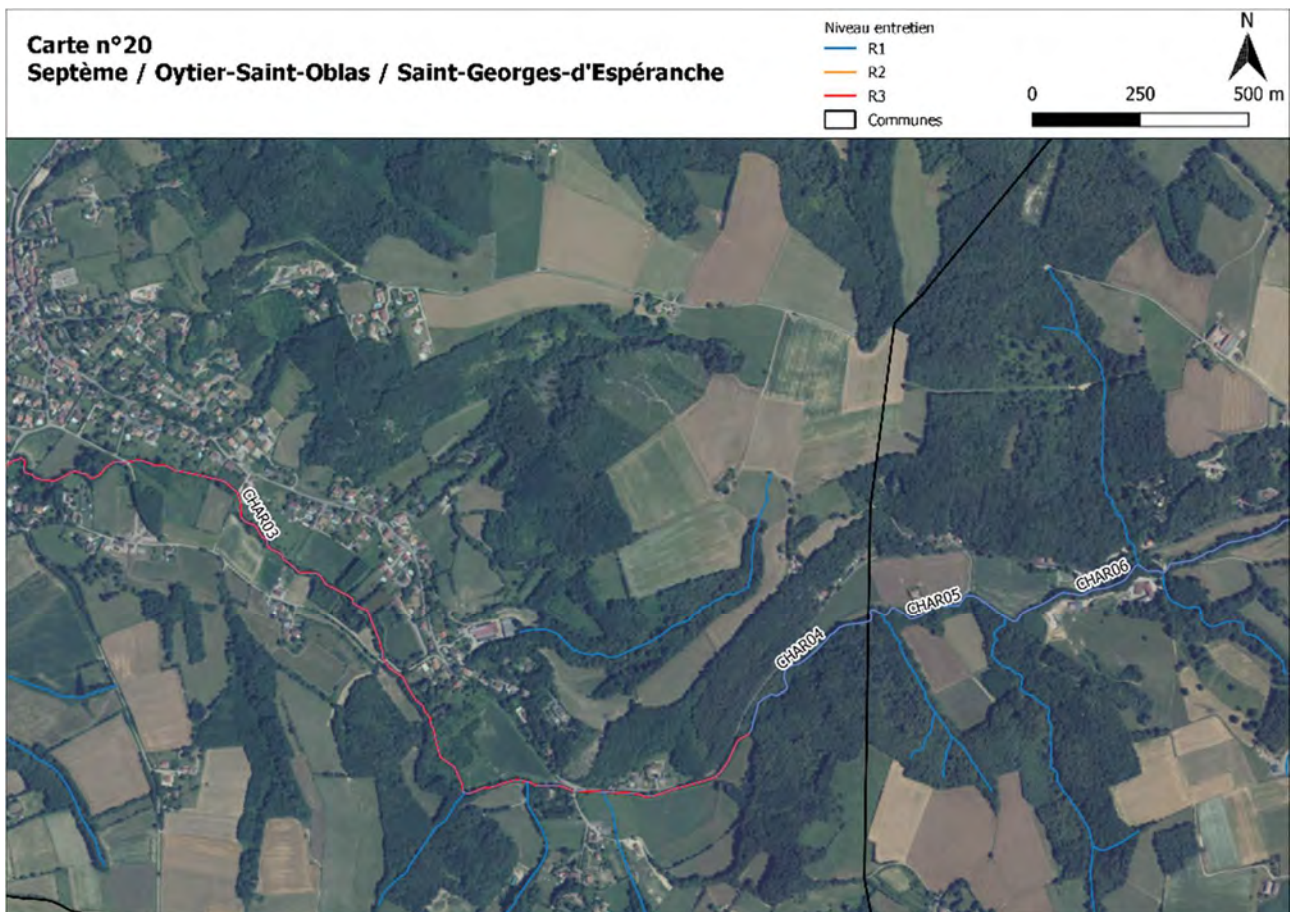 Carte n°20
Septème / Oytier-Saint-Oblas / Saint-Georges-d'Espéranche
Niveau entretien
R1
R2
R3
Communes
N
0 250 500 m
CHAR03
CHAR04
CHAR05
CHAR06